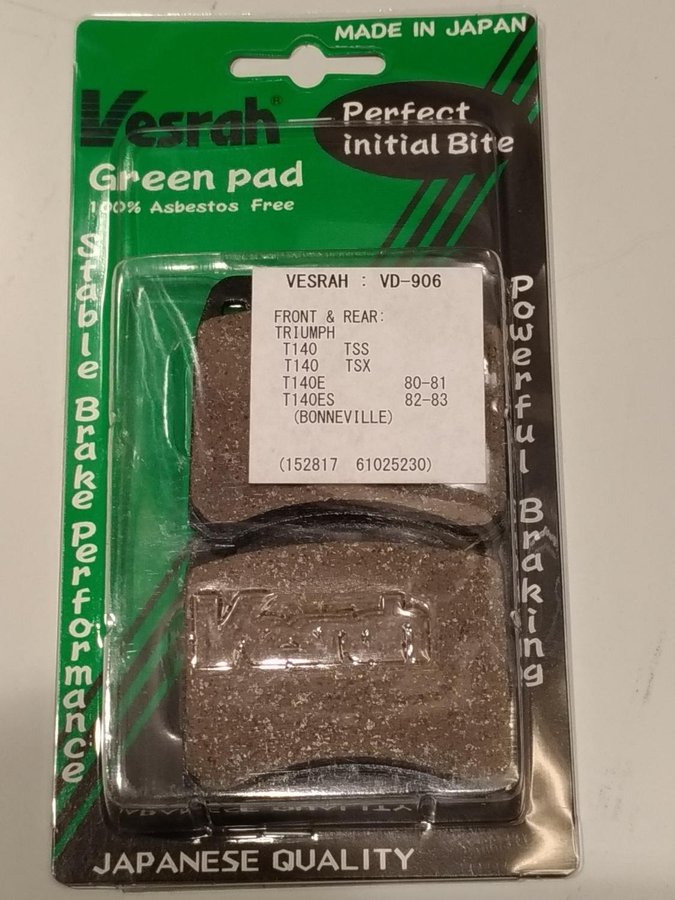 MADE IN JAPAN
Vesrah®
Perfect
initial Bite
Green pad
100% Asbestos Free
Stable Brake Performance
Powerful Braking
VESRAH : VD-906
FRONT & REAR:
TRIUMPH
T140 TSS
T140 TSX
T140E 80-81
T140ES 82-83
(BONNEVILLE)
(152817 61025230)
Vesrah
JAPANESE QUALITY